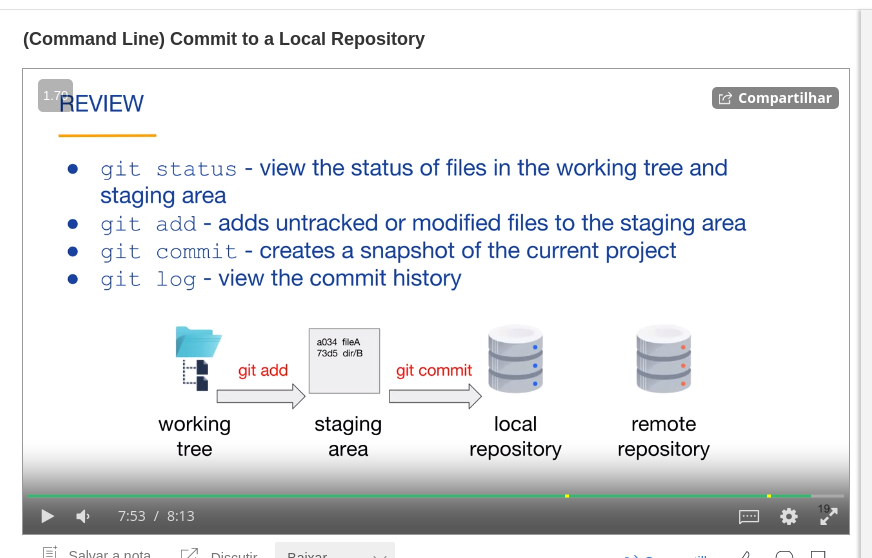 (Command Line) Commit to a Local Repository
1.70
REVIEW
Compartilhar
● git status - view the status of files in the working tree and
staging area
● git add - adds untracked or modified files to the staging area
● git commit - creates a snapshot of the current project
● git log - view the commit history
a034 fileA
73d5 dir/B
git add
git commit
working
tree
staging
area
local
repository
remote
repository
7:53 / 8:13
19
Salvar a nota
Discutir
Baixar